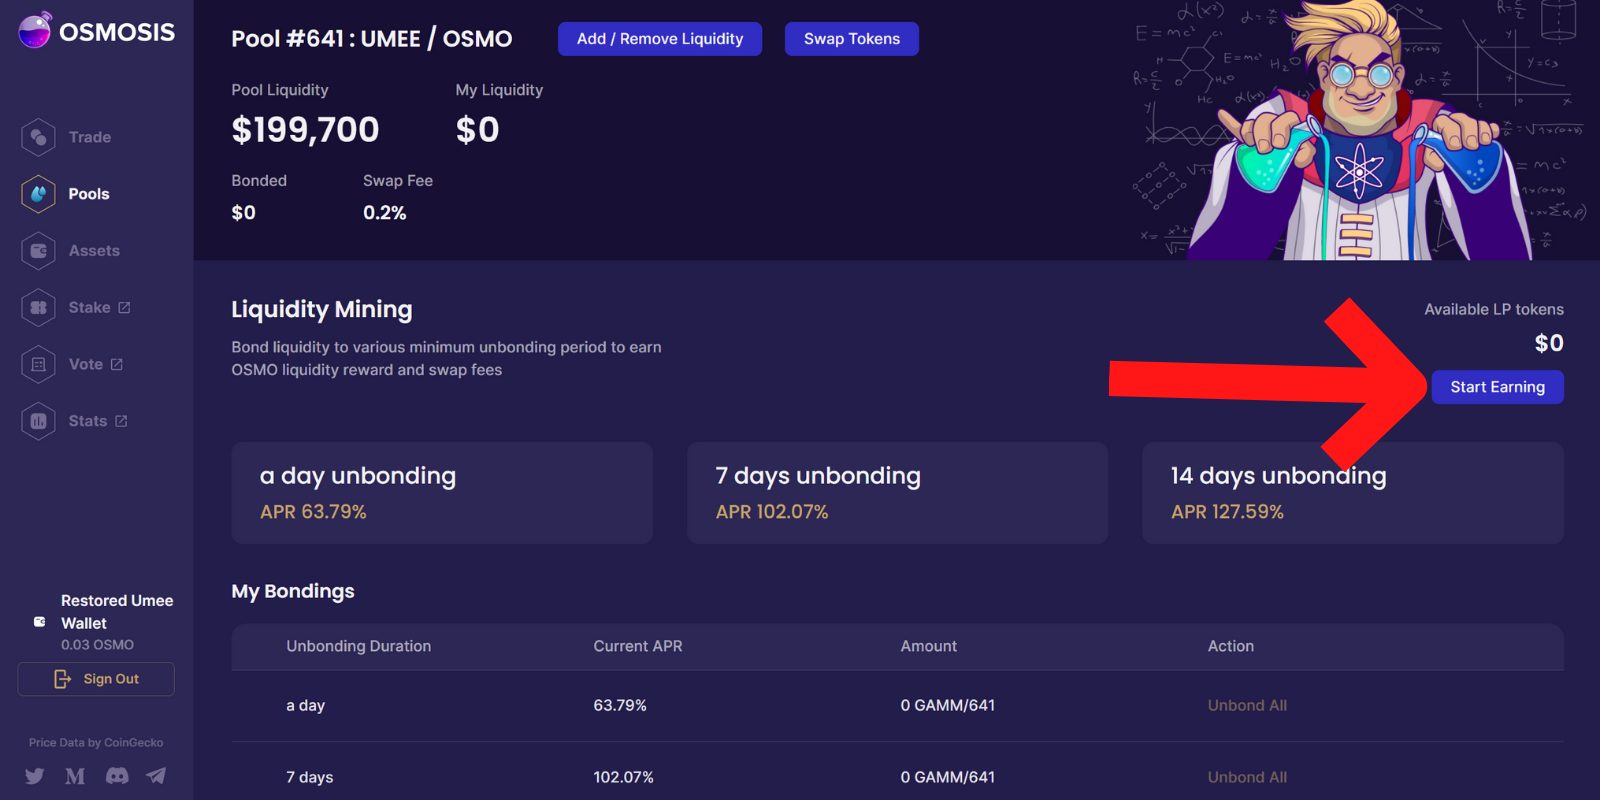 OSMOSIS
Trade
Pools
Assets
Stake
Vote
Stats
Restored Umee
Wallet
0.03 OSMO
Sign Out
Price Data by CoinGecko
Pool #641 : UMEE / OSMO
Add / Remove Liquidity
Swap Tokens
Pool Liquidity
My Liquidity
$199,700
$0
Bonded
Swap Fee
$0
0.2%
E=mc²
E=mc²
H₂O
Liquidity Mining
Bond liquidity to various minimum unbonding period to earn
OSMO liquidity reward and swap fees
Available LP tokens
$0
Start Earning
a day unbonding
APR 63.79%
7 days unbonding
APR 102.07%
14 days unbonding
APR 127.59%
My Bondings
Unbonding Duration Current APR Amount Action
a day 63.79% 0 GAMM/641 Unbond All
7 days 102.07% 0 GAMM/641 Unbond All